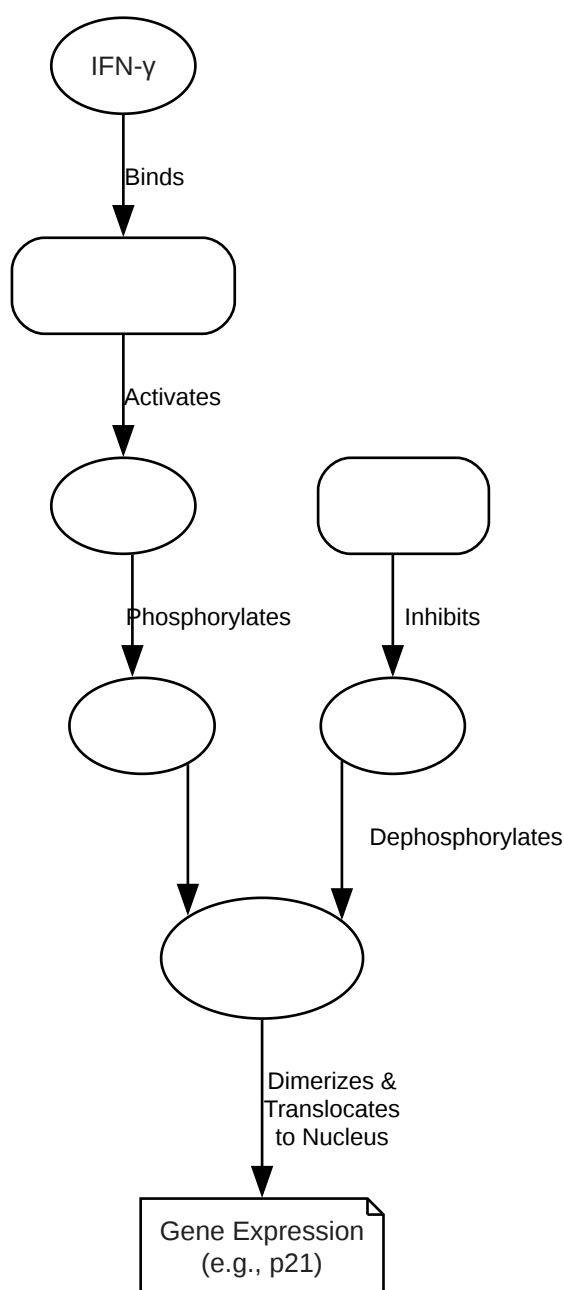 IFN-γ
Binds
Activates
Phosphorylates
Inhibits
Dephosphorylates
Dimerizes &
Translocates
to Nucleus
Gene Expression
(e.g., p21)